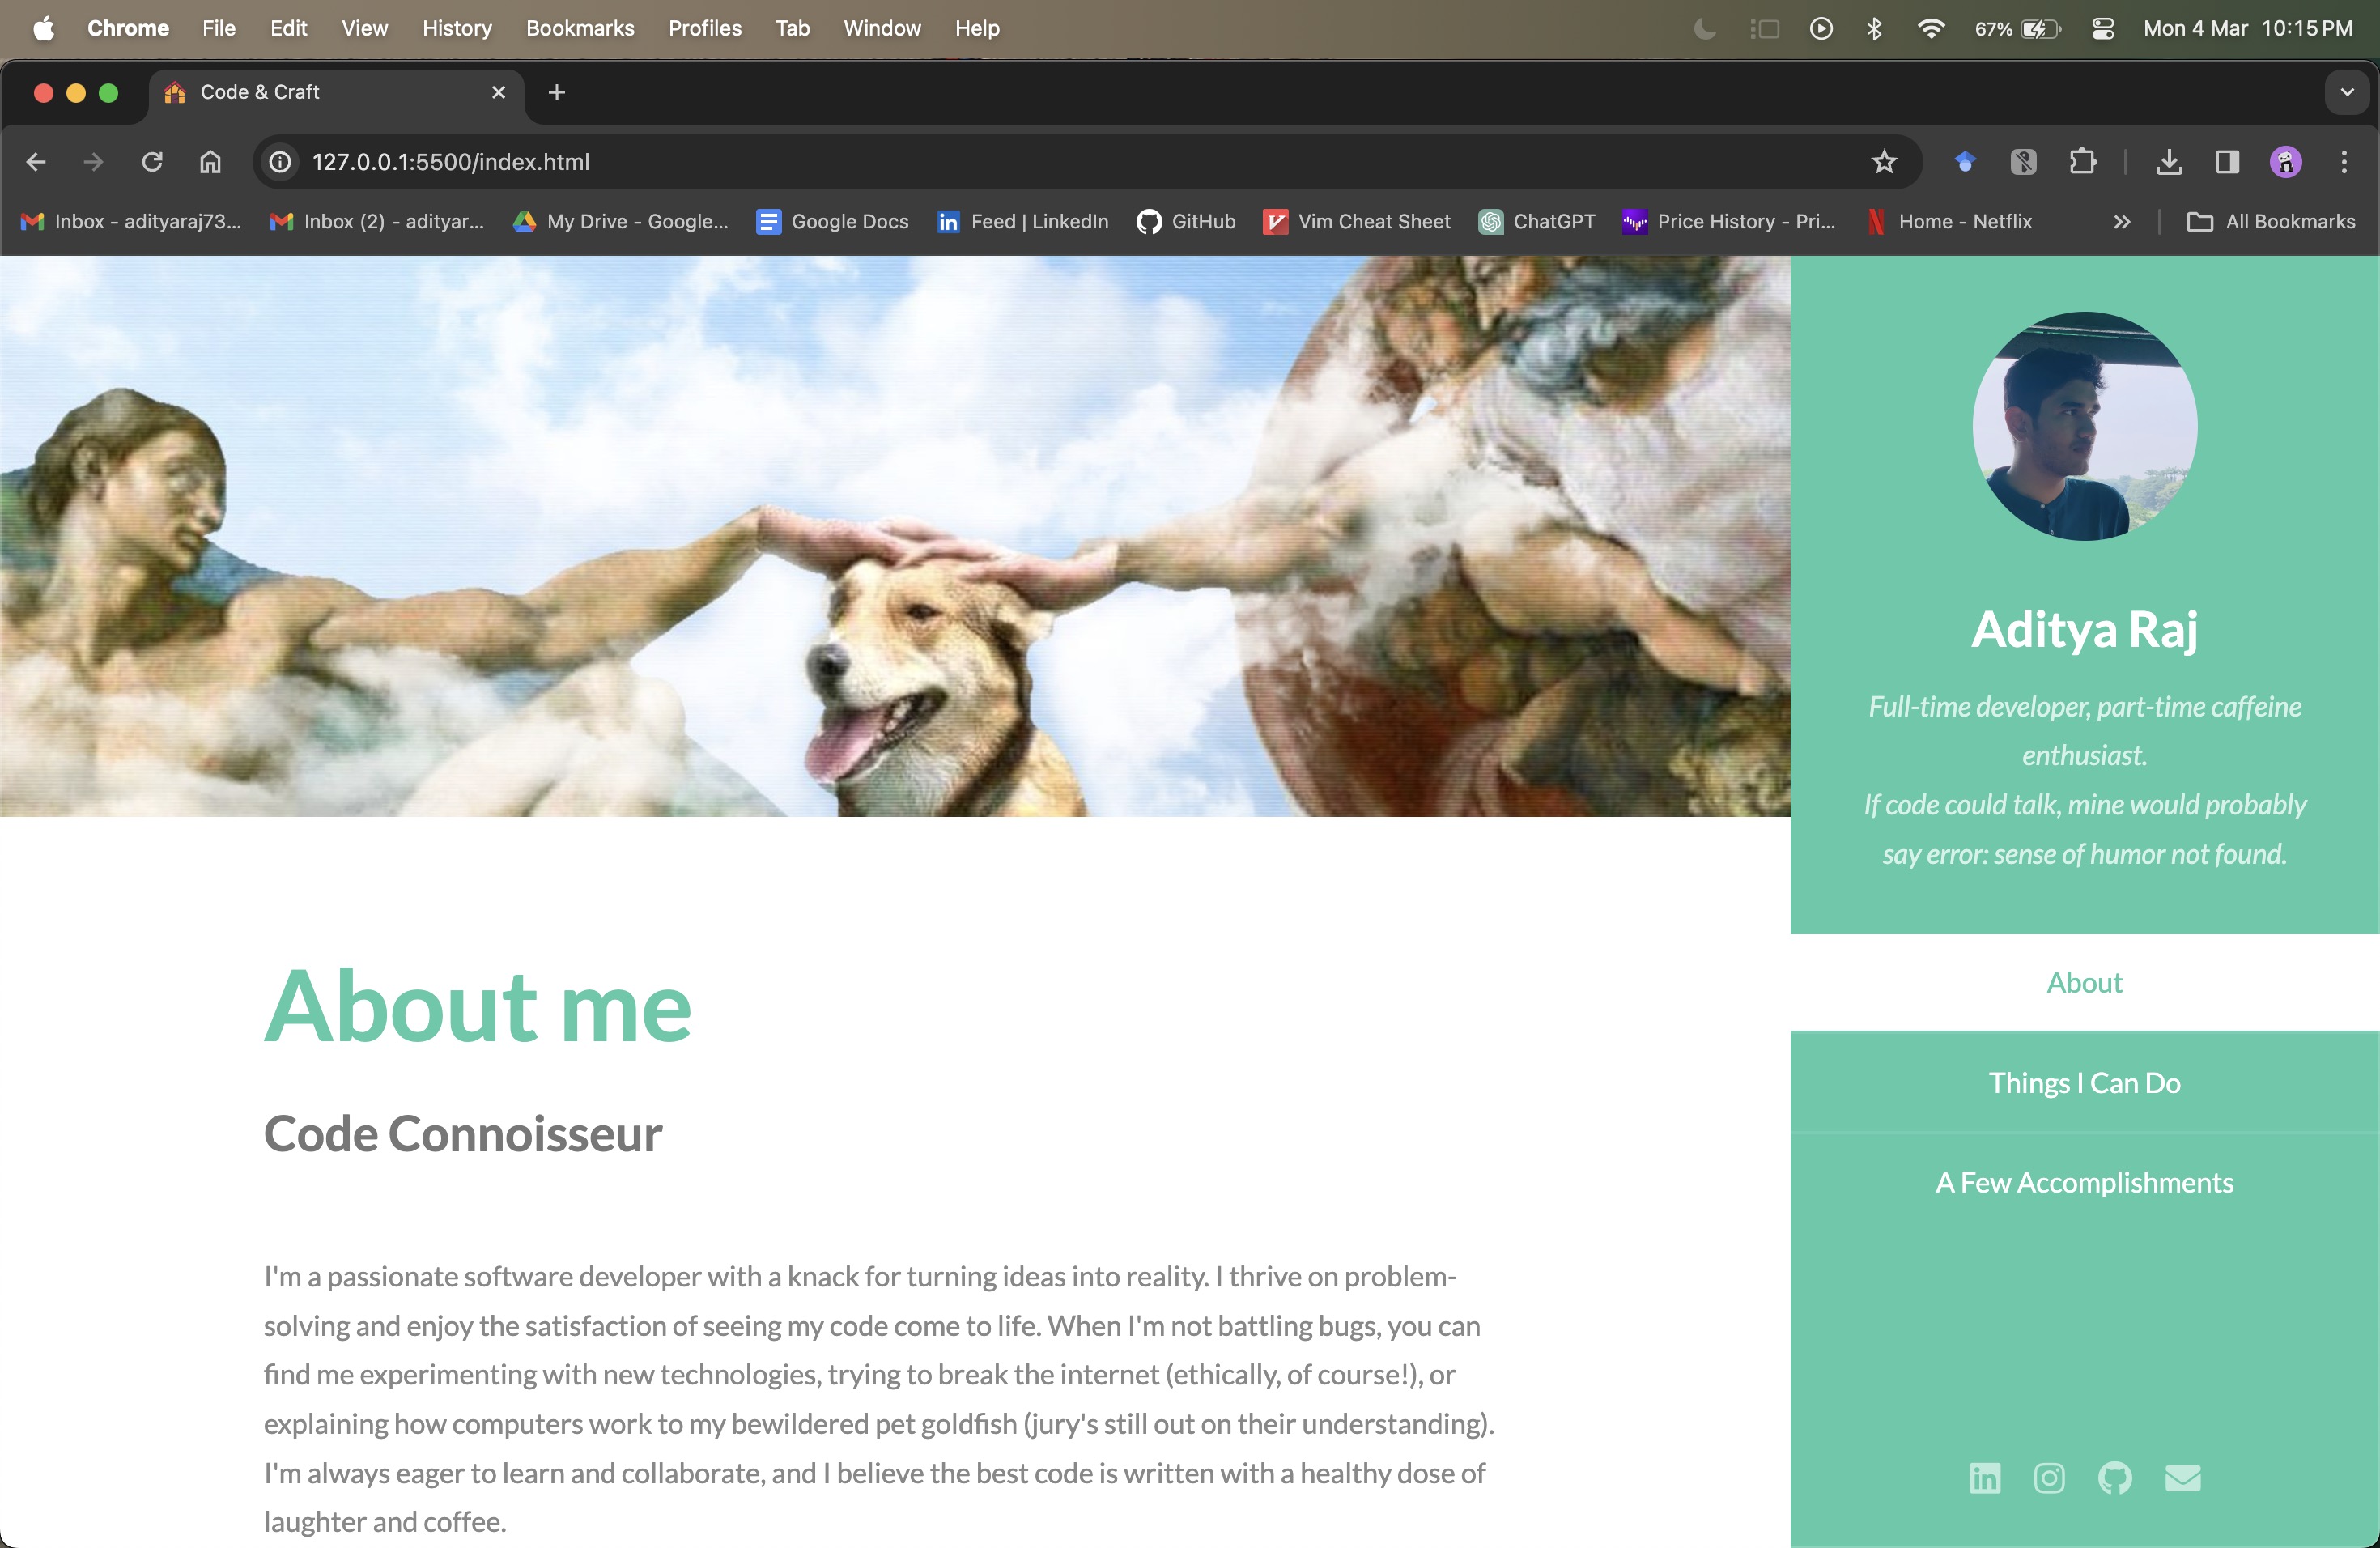 Chrome File Edit View History Bookmarks Profiles Tab Window Help 67% Mon 4 Mar 10:15 PM
Code & Craft
127.0.0.1:5500/index.html
Inbox - adityaraj73... Inbox (2) - adityar... My Drive - Google... Google Docs Feed | LinkedIn GitHub Vim Cheat Sheet ChatGPT Price History - Pri... Home - Netflix All Bookmarks
Aditya Raj
Full-time developer, part-time caffeine
enthusiast.
If code could talk, mine would probably
say error: sense of humor not found.
About
Things I Can Do
A Few Accomplishments
About me
Code Connoisseur
I'm a passionate software developer with a knack for turning ideas into reality. I thrive on problem-
solving and enjoy the satisfaction of seeing my code come to life. When I'm not battling bugs, you can
find me experimenting with new technologies, trying to break the internet (ethically, of course!), or
explaining how computers work to my bewildered pet goldfish (jury's still out on their understanding).
I'm always eager to learn and collaborate, and I believe the best code is written with a healthy dose of
laughter and coffee.